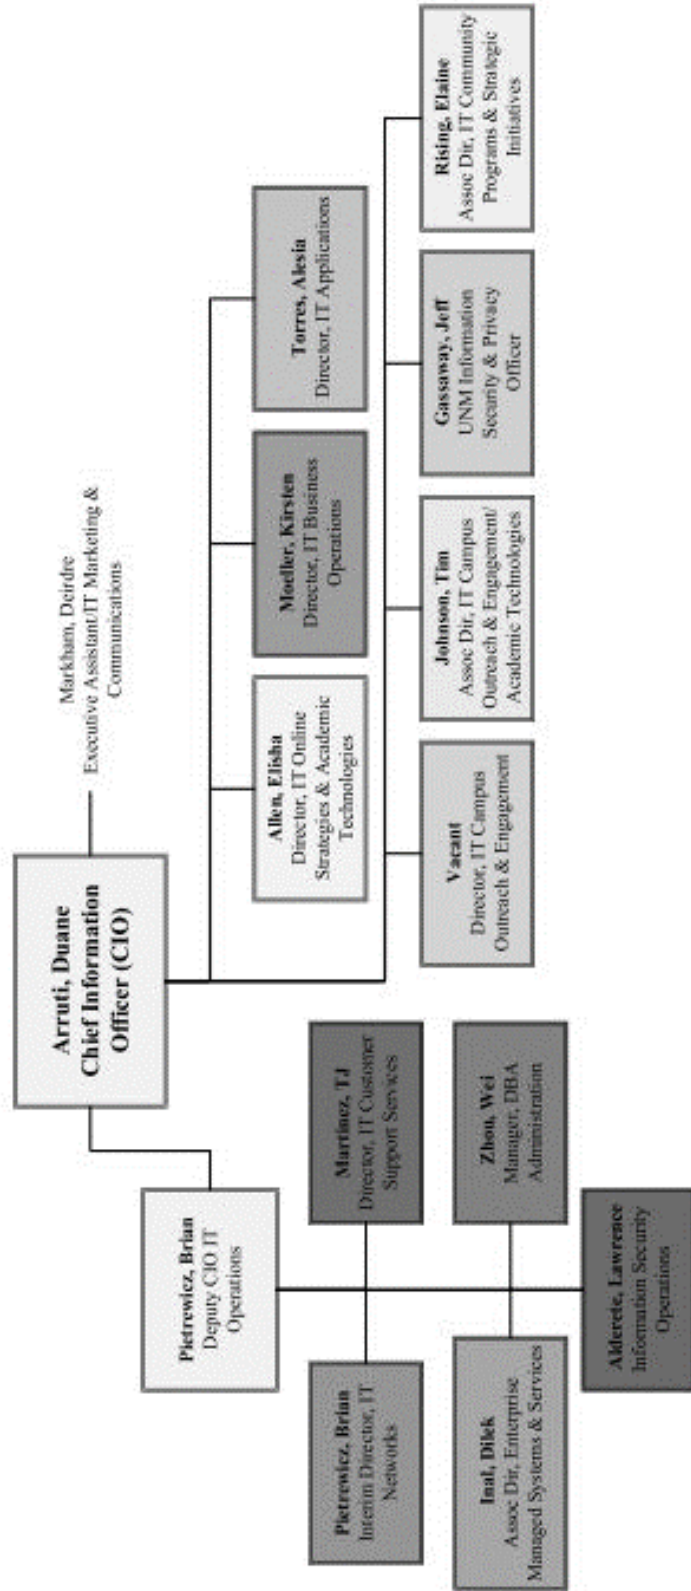 Arruti, Duane
Chief Information
Officer (CIO)
Markham, Deirdre
Executive Assistant/IT Marketing &
Communications
Pietrewicz, Brian
Deputy CIO IT
Operations
Allen, Elisha
Director, IT Online
Strategies & Academic
Technologies
Moeller, Kirsten
Director, IT Business
Operations
Torres, Alesia
Director, IT Applications
Pietrewicz, Brian
Interim Director, IT
Networks
Martinez, TJ
Director, IT Customer
Support Services
Vacant
Director, IT Campus
Outreach & Engagement
Johnson, Tim
Assoc Dir, IT Campus
Outreach & Engagement/
Academic Technologies
Gassaway, Jeff
UNM Information
Security & Privacy
Officer
Rising, Elaine
Assoc Dir, IT Community
Programs & Strategic
Initiatives
Inal, Dilek
Assoc Dir, Enterprise
Managed Systems & Services
Zhou, Wei
Manager, DBA
Administration
Alderete, Lawrence
Information Security
Operations